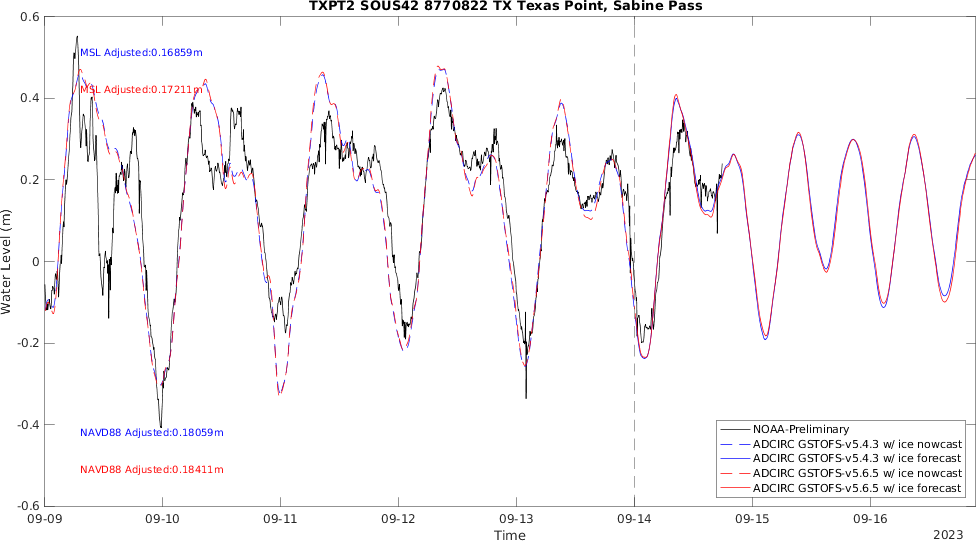 TXPT2 SOUS42 8770822 TX Texas Point, Sabine Pass
0.6
MSL Adjusted:0.16859m
MSL Adjusted:0.17211m
0.4
0.2
Water Level (m)
0
-0.2
-0.4
NAVD88 Adjusted:0.18059m
NAVD88 Adjusted:0.18411m
-0.6
NOAA-Preliminary
ADCIRC GSTOFS-v5.4.3 w/ ice nowcast
ADCIRC GSTOFS-v5.4.3 w/ ice forecast
ADCIRC GSTOFS-v5.6.5 w/ ice nowcast
ADCIRC GSTOFS-v5.6.5 w/ ice forecast
09-09 09-10 09-11 09-12 09-13 09-14 09-15 09-16
Time
2023